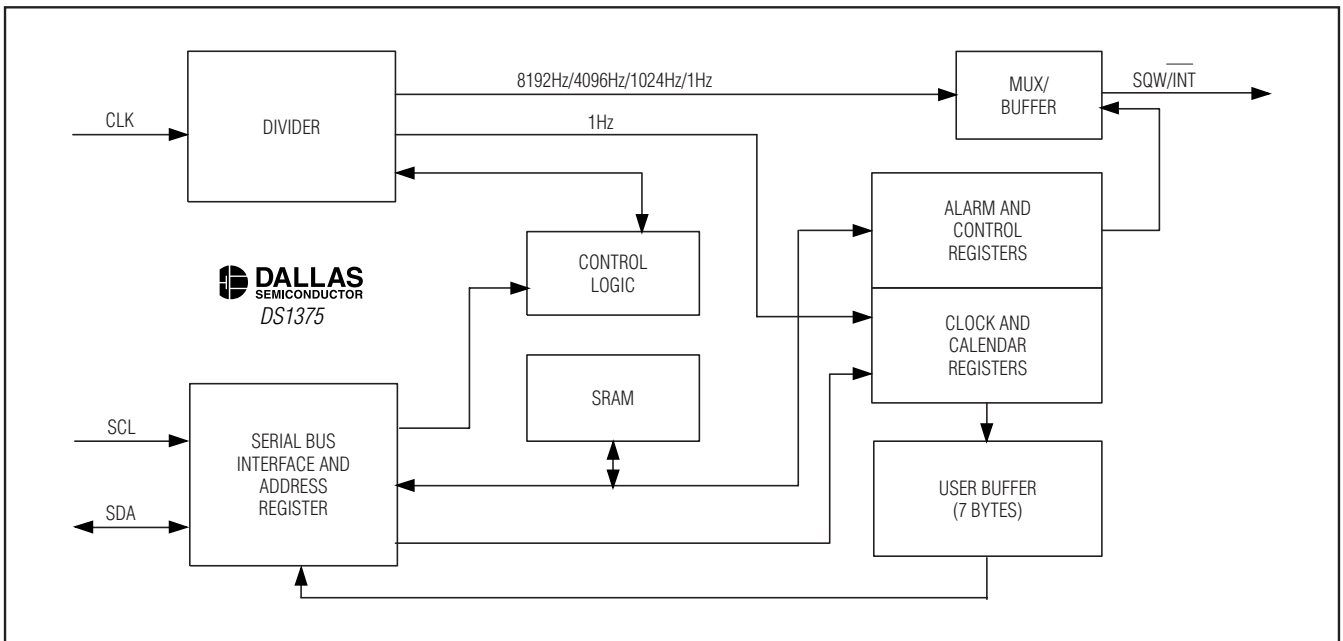 8192Hz/4096Hz/1024Hz/1Hz
MUX/
BUFFER
SQW/INT
CLK
DIVIDER
1Hz
ALARM AND
CONTROL
REGISTERS
CONTROL
LOGIC
DALLAS
SEMICONDUCTOR
DS1375
CLOCK AND
CALENDAR
REGISTERS
SRAM
SCL
SERIAL BUS
INTERFACE AND
ADDRESS
REGISTER
SDA
USER BUFFER
(7 BYTES)